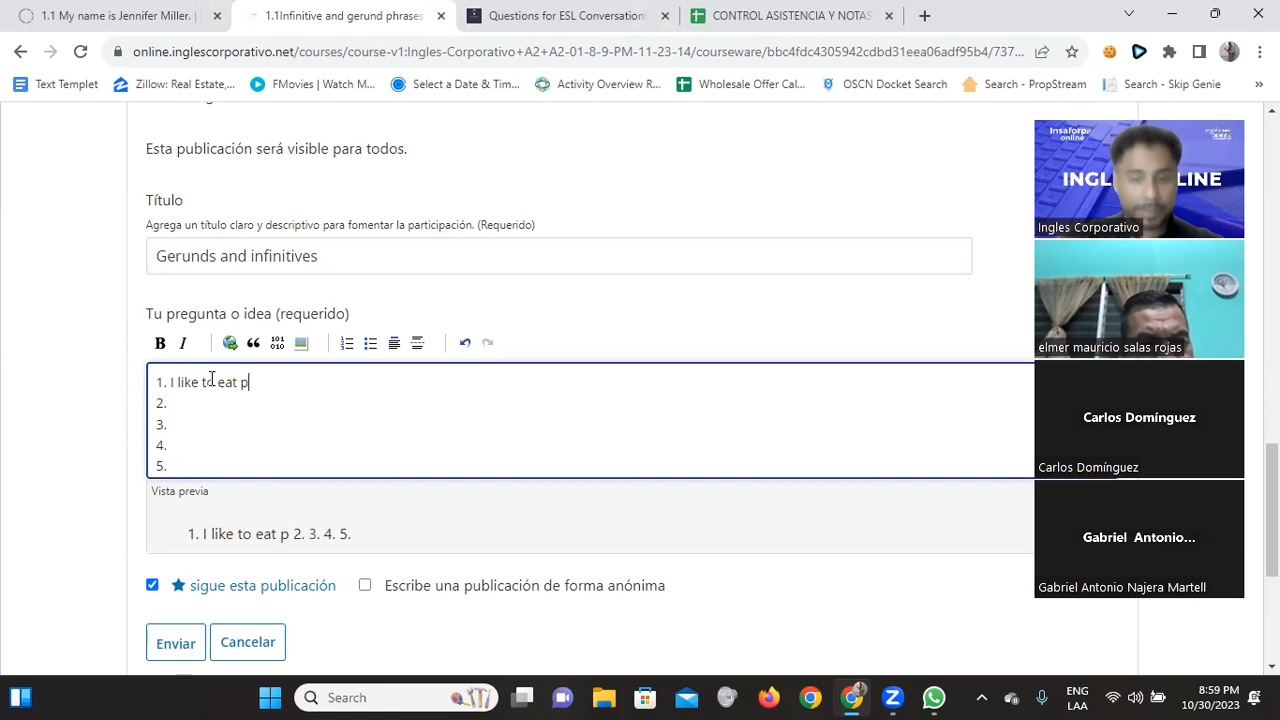 1.1 My name is Jennifer Miller. |
1.1Infinitive and gerund phrases
Questions for ESL Conversation
CONTROL ASISTENCIA Y NOTAS
online.inglescorporativo.net/courses/course-v1:Ingles-Corporativo+A2+A2-01-8-9-PM-11-23-14/courseware/bbc4fdc4305942cdbd31eea06adf95b4/737...
Text Templet
Zillow: Real Estate,...
FMovies | Watch M...
Select a Date & Tim...
Activity Overview R...
Wholesale Offer Cal...
OSCN Docket Search
Search - PropStream
Search - Skip Genie
»
Esta publicación será visible para todos.
Título
Agrega un título claro y descriptivo para fomentar la participación. (Requerido)
Gerunds and infinitives
Tu pregunta o idea (requerido)
B I
1. I like to eat p
2.
3.
4.
5.
Vista previa
1. I like to eat p 2. 3. 4. 5.
sigue esta publicación
Escribe una publicación de forma anónima
Enviar
Cancelar
online
INGL LINE
Ingles Corporativo
elmer mauricio salas rojas
Carlos Domínguez
Carlos Domínguez
Gabriel Antonio...
Gabriel Antonio Najera Martell
Search
ENG
LAA
8:59 PM
10/30/2023